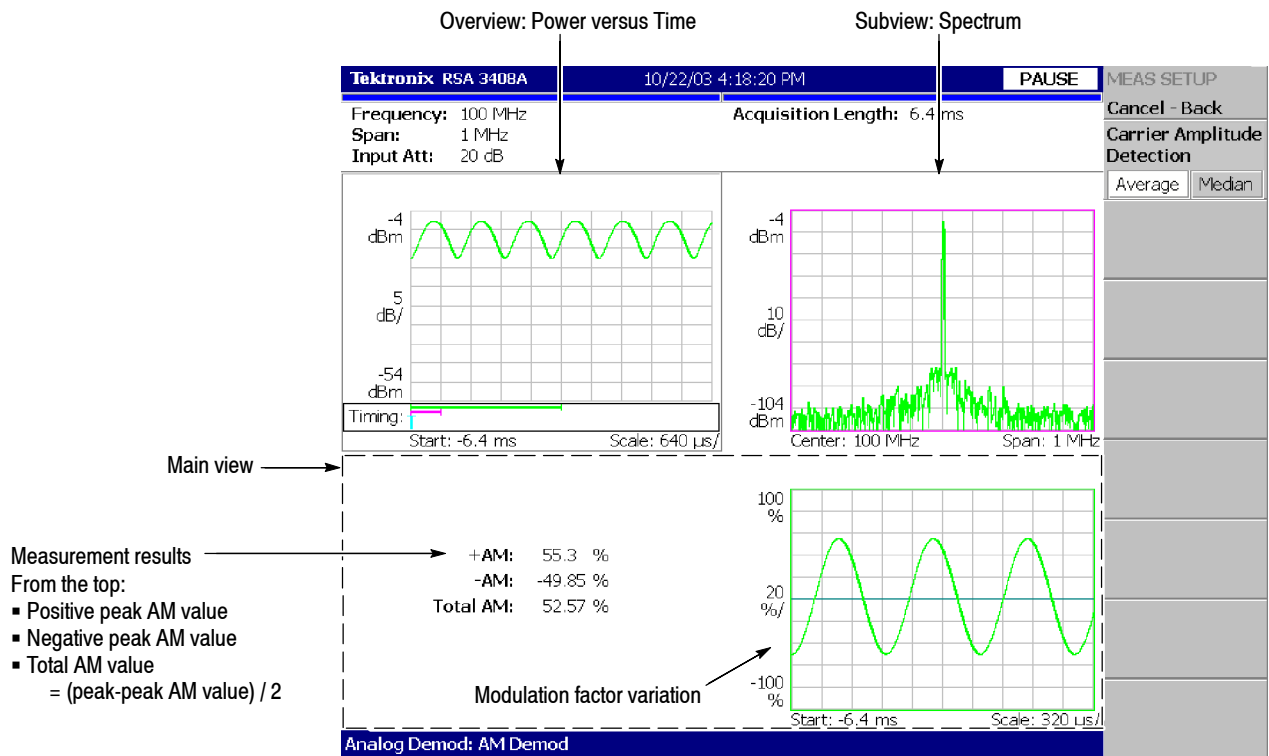 Overview: Power versus Time
Subview: Spectrum
Tektronix RSA 3408A 10/22/03 4:18:20 PM PAUSE
MEAS SETUP
Cancel - Back
Carrier Amplitude
Detection
Average Median
Frequency: 100 MHz
Span: 1 MHz
Input Att: 20 dB
Acquisition Length: 6.4 ms
-4
dBm
5
dB/
-54
dBm
Timing:
Start: -6.4 ms Scale: 640 µs/
-4
dBm
10
dB/
-104
dBm
Center: 100 MHz Span: 1 MHz
Main view
Measurement results
From the top:
▪ Positive peak AM value
▪ Negative peak AM value
▪ Total AM value
= (peak-peak AM value) / 2
+AM: 55.3 %
-AM: -49.85 %
Total AM: 52.57 %
Modulation factor variation
100
%
20
%/
-100
%
Start: -6.4 ms Scale: 320 µs/
Analog Demod: AM Demod